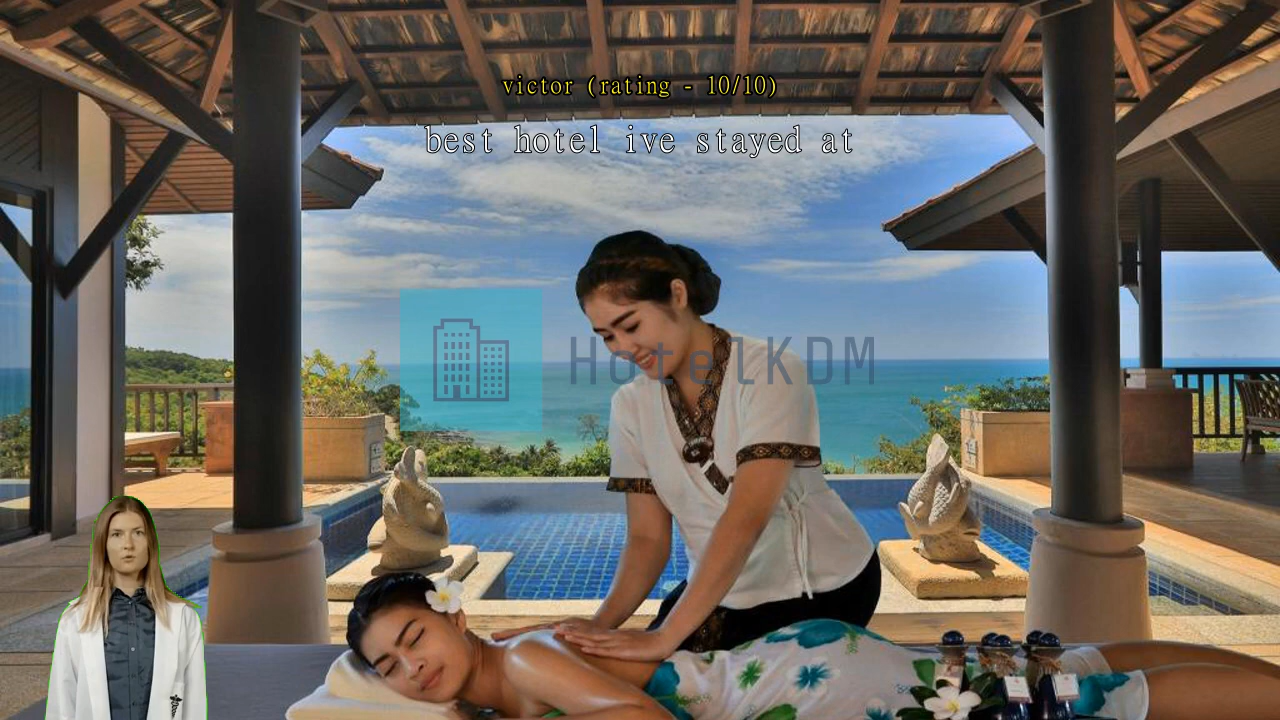 victor (rating - 10/10)
best hotel ive stayed at
HotelKDM